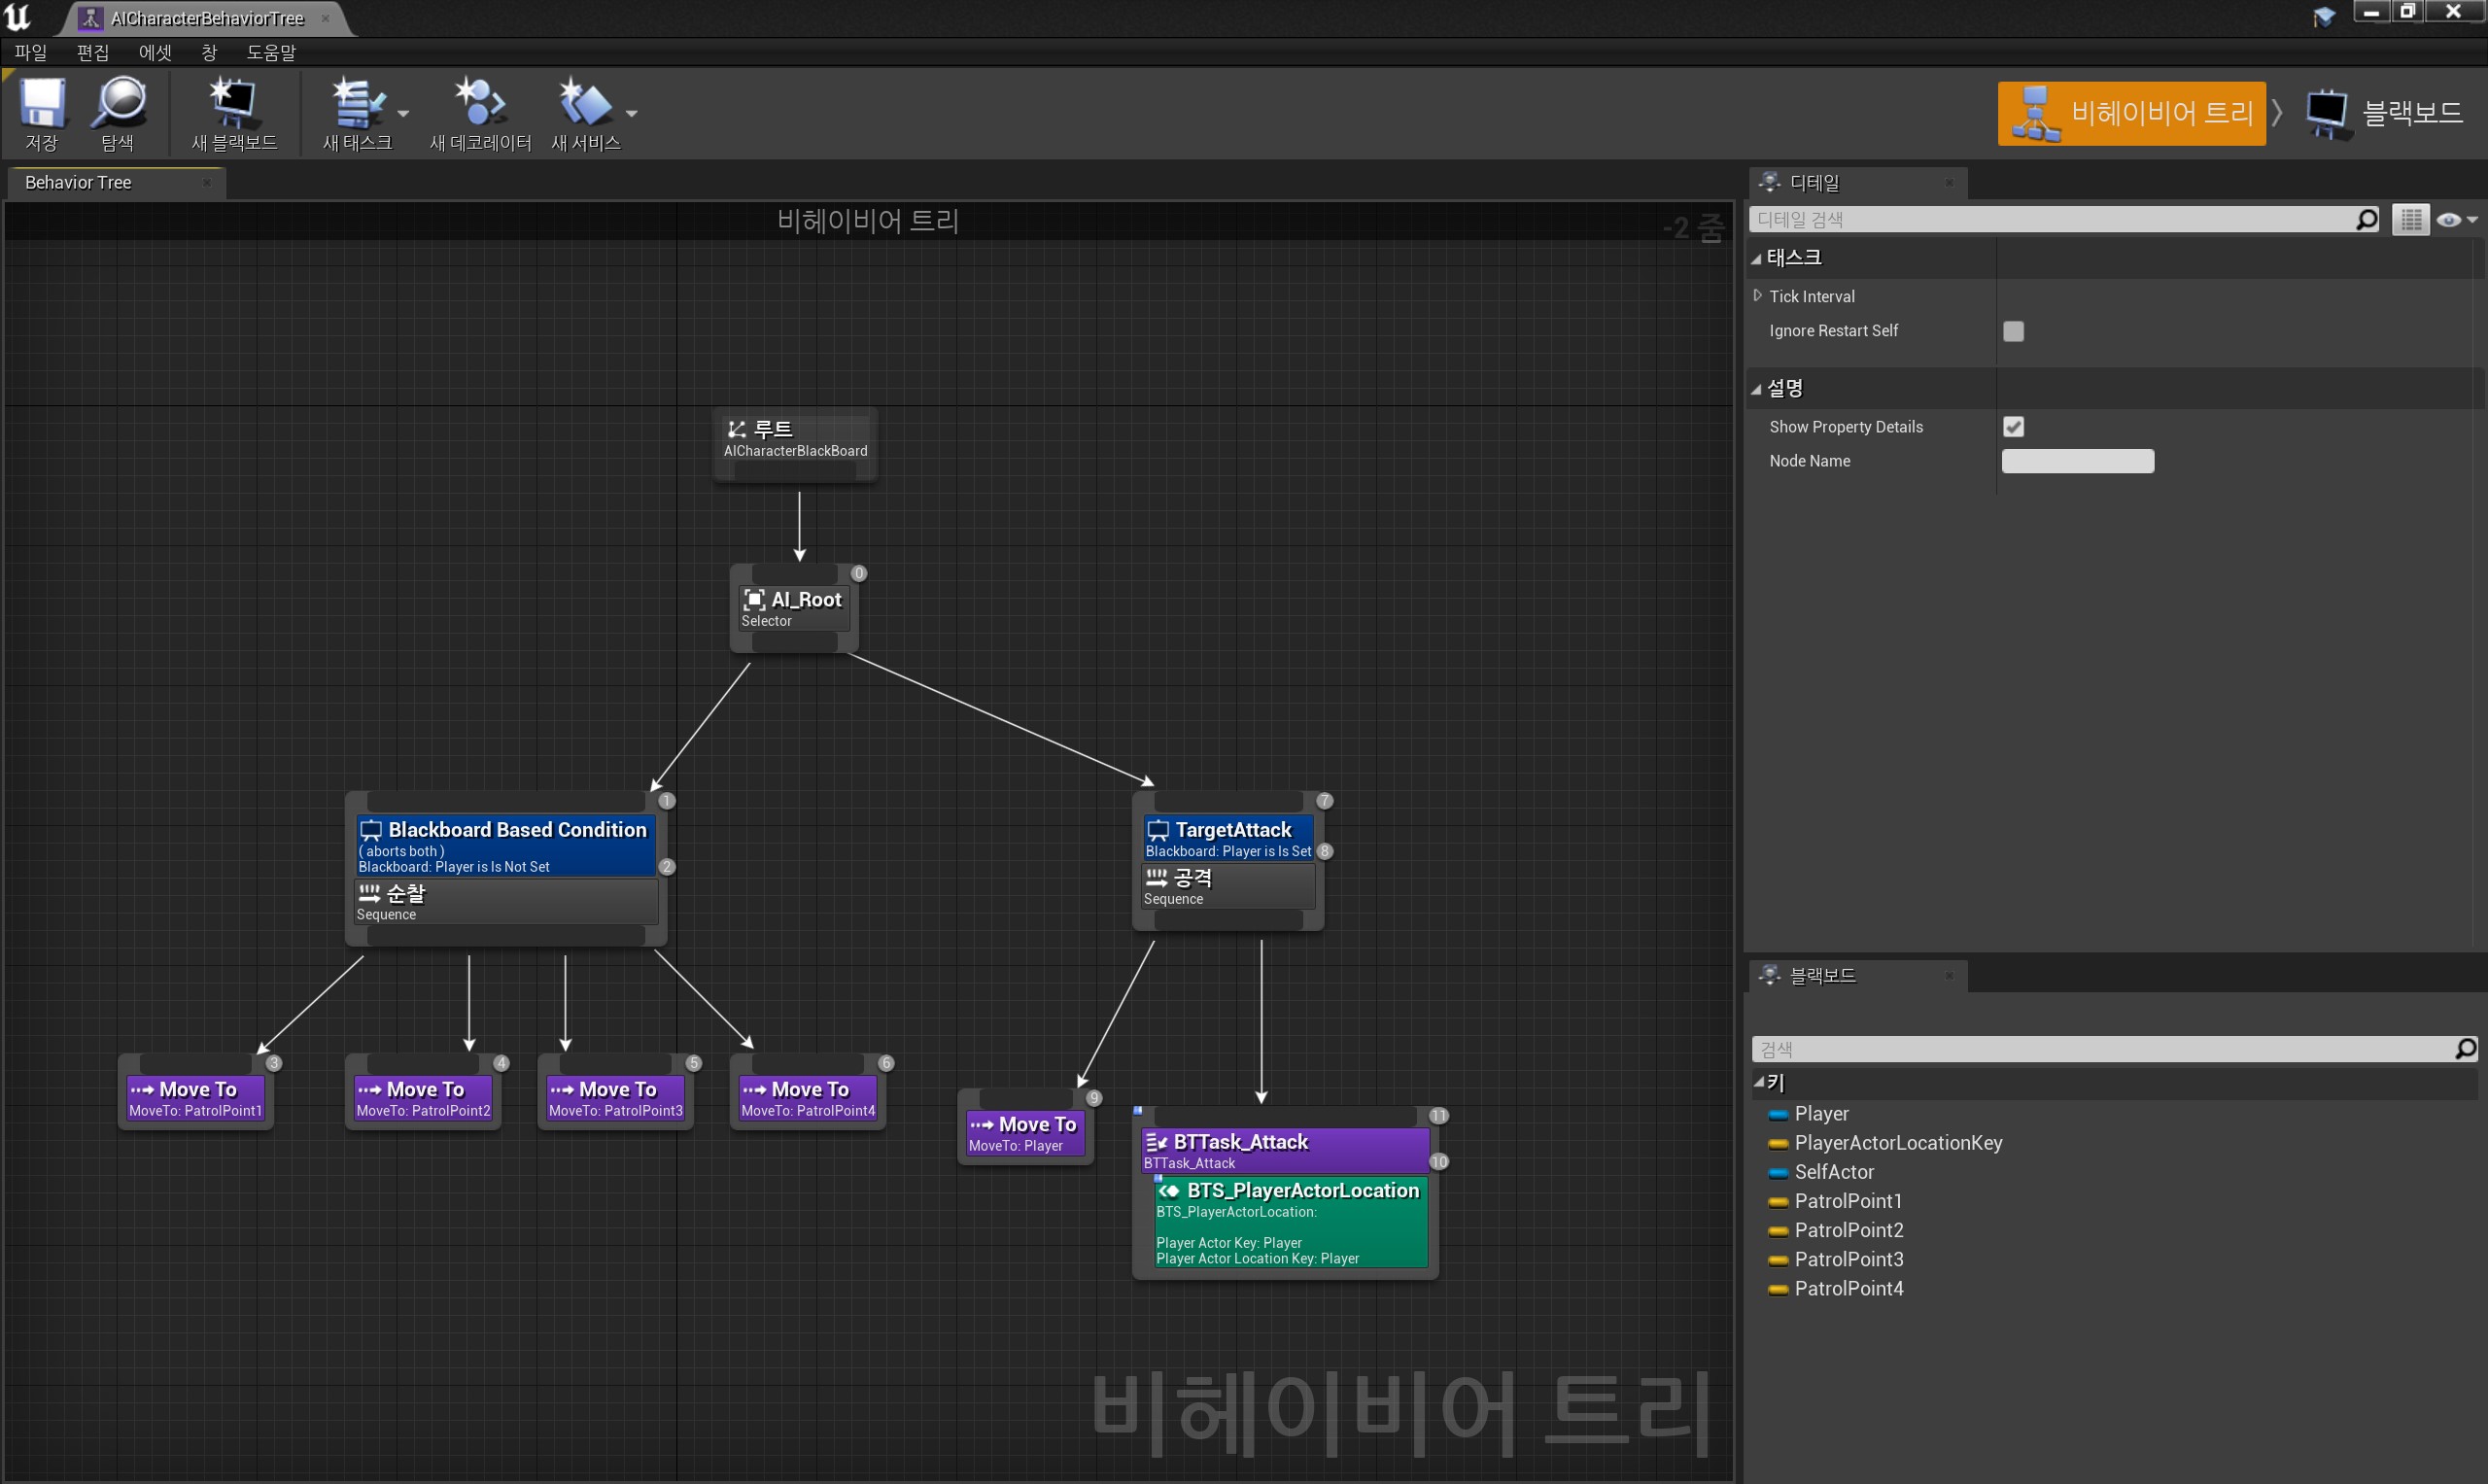 AICharacterBehaviorTree
파일 편집 에셋 창 도움말
저장 탐색 새 블랙보드 새 태스크 새 데코레이터 새 서비스
비헤이비어 트리 블랙보드
Behavior Tree
비헤이비어 트리
-2 줌
루트
AICharacterBlackBoard
0
AI_Root
Selector
1
Blackboard Based Condition
( aborts both )
Blackboard: Player is Is Not Set
2
순찰
Sequence
7
TargetAttack
Blackboard: Player is Is Set
8
공격
Sequence
3
Move To
MoveTo: PatrolPoint1
4
Move To
MoveTo: PatrolPoint2
5
Move To
MoveTo: PatrolPoint3
6
Move To
MoveTo: PatrolPoint4
9
Move To
MoveTo: Player
11
BTTask_Attack
BTTask_Attack
10
BTS_PlayerActorLocation
BTS_PlayerActorLocation:
Player Actor Key: Player
Player Actor Location Key: Player
비헤이비어 트리
디테일
디테일 검색
태스크
Tick Interval
Ignore Restart Self
설명
Show Property Details
Node Name
블랙보드
검색
키
Player
PlayerActorLocationKey
SelfActor
PatrolPoint1
PatrolPoint2
PatrolPoint3
PatrolPoint4